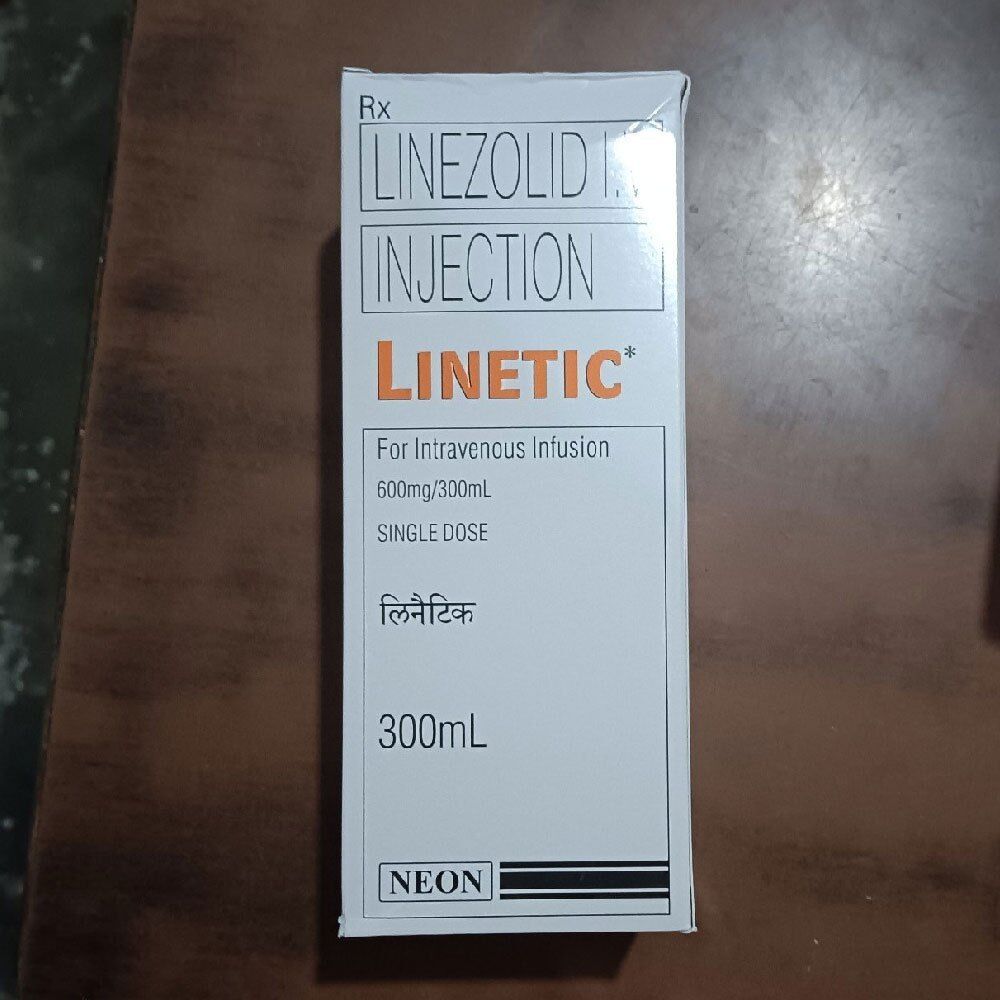 Rx
LINEZOLID I.V.
INJECTION
LINETIC*
For Intravenous Infusion
600mg/300mL
SINGLE DOSE
लिनैटिक
300mL
NEON